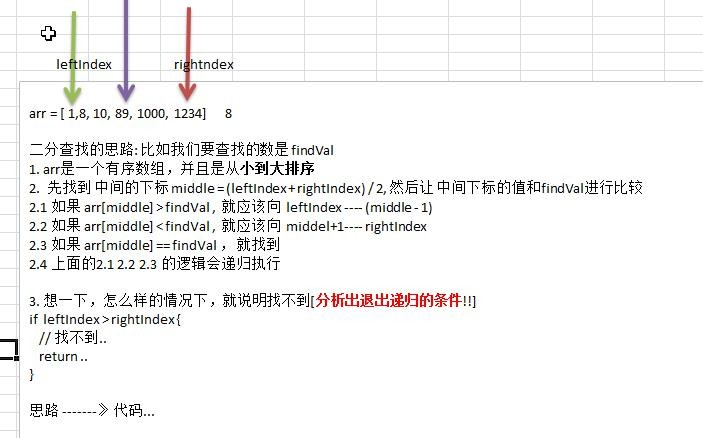 leftIndex rightndex
arr = [ 1,8, 10, 89, 1000, 1234] 8
二分查找的思路: 比如我们要查找的数是 findVal
1. arr是一个有序数组，并且是从小到大排序
2. 先找到 中间的下标 middle = (leftIndex + rightIndex) / 2, 然后让 中间下标的值和findVal进行比较
2.1 如果 arr[middle] > findVal , 就应该向 leftIndex ---- (middle - 1)
2.2 如果 arr[middle] < findVal , 就应该向 middel+1---- rightIndex
2.3 如果 arr[middle] == findVal ，就找到
2.4 上面的2.1 2.2 2.3 的逻辑会递归执行
3. 想一下，怎么样的情况下，就说明找不到[分析出退出递归的条件!!]
if leftIndex > rightIndex {
// 找不到..
return ..
}
思路 -------》代码...